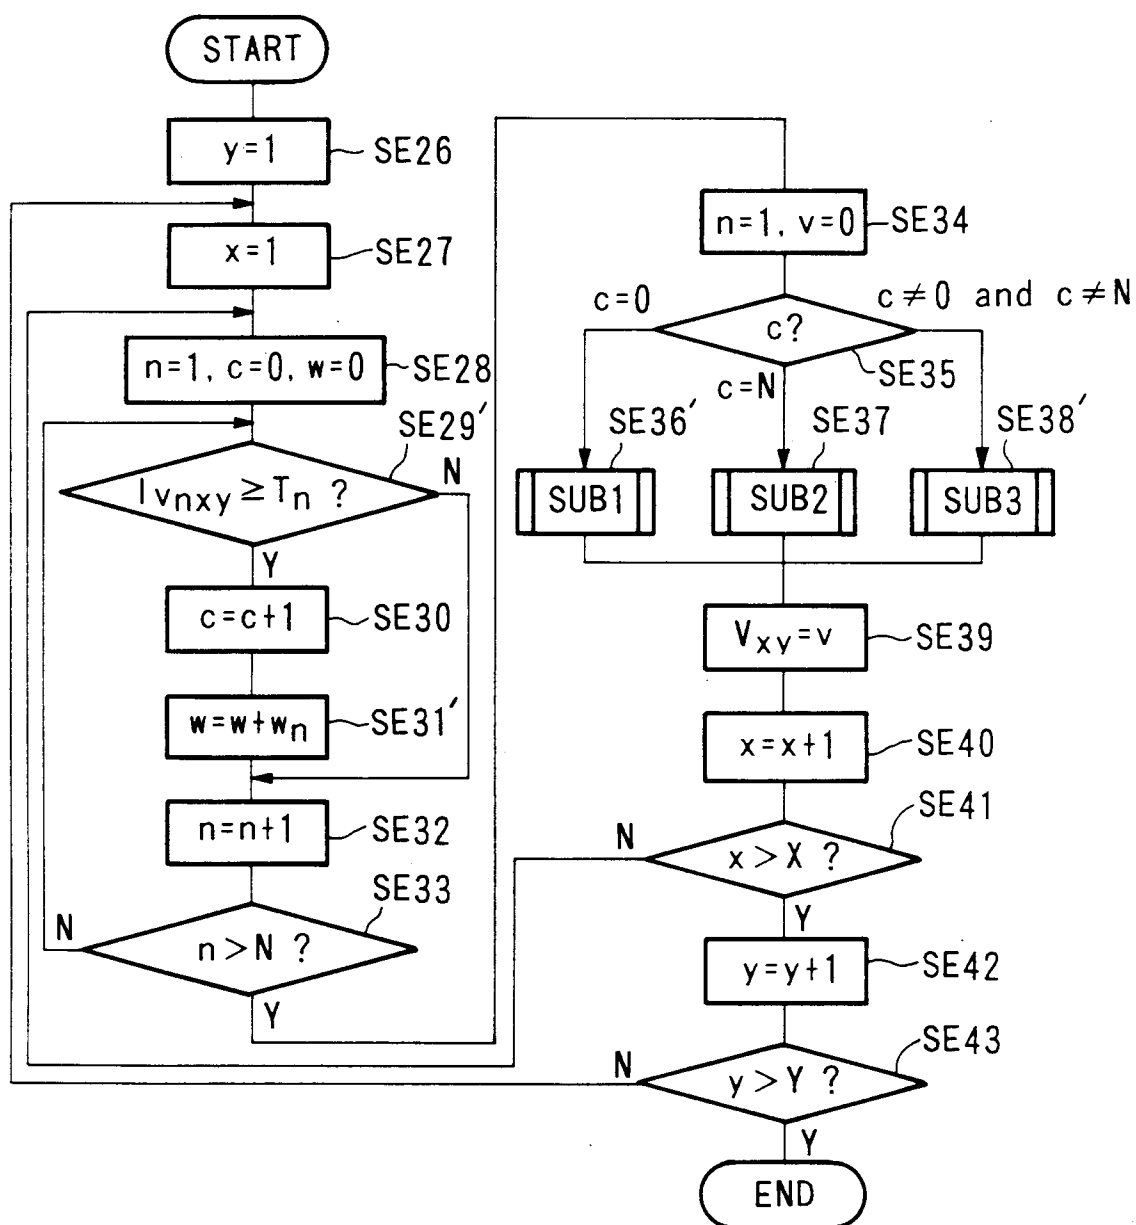 START
y=1
SE26
x=1
SE27
n=1, c=0, w=0
SE28
SE29′
Ivnxy ≥ Tn ?
N
Y
c=c+1
SE30
w=w+wn
SE31′
n=n+1
SE32
SE33
n>N ?
N
Y
n=1, v=0
SE34
c=0
c≠0 and c≠N
c?
SE35
c=N
SE36′
SE37
SE38′
SUB1
SUB2
SUB3
Vxy=v
SE39
x=x+1
SE40
SE41
x>X ?
N
Y
y=y+1
SE42
SE43
y>Y ?
N
Y
END